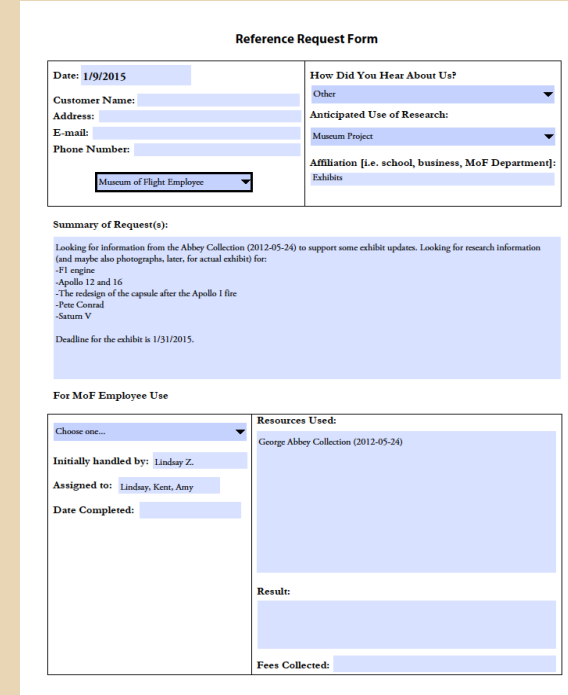 Reference Request Form
Date: 1/9/2015
Customer Name:
Address:
E-mail:
Phone Number:
Museum of Flight Employee
How Did You Hear About Us?
Other
Anticipated Use of Research:
Museum Project
Affiliation [i.e. school, business, MoF Department]:
Exhibits
Summary of Request(s):
Looking for information from the Abbey Collection (2012-05-24) to support some exhibit updates. Looking for research information
(and maybe also photographs, later, for actual exhibit) for:
-F1 engine
-Apollo 12 and 16
-The redesign of the capsule after the Apollo I fire
-Pete Conrad
-Saturn V
Deadline for the exhibit is 1/31/2015.
For MoF Employee Use
Choose one...
Initially handled by: Lindsay Z.
Assigned to: Lindsay, Kent, Amy
Date Completed:
Resources Used:
George Abbey Collection (2012-05-24)
Result:
Fees Collected: